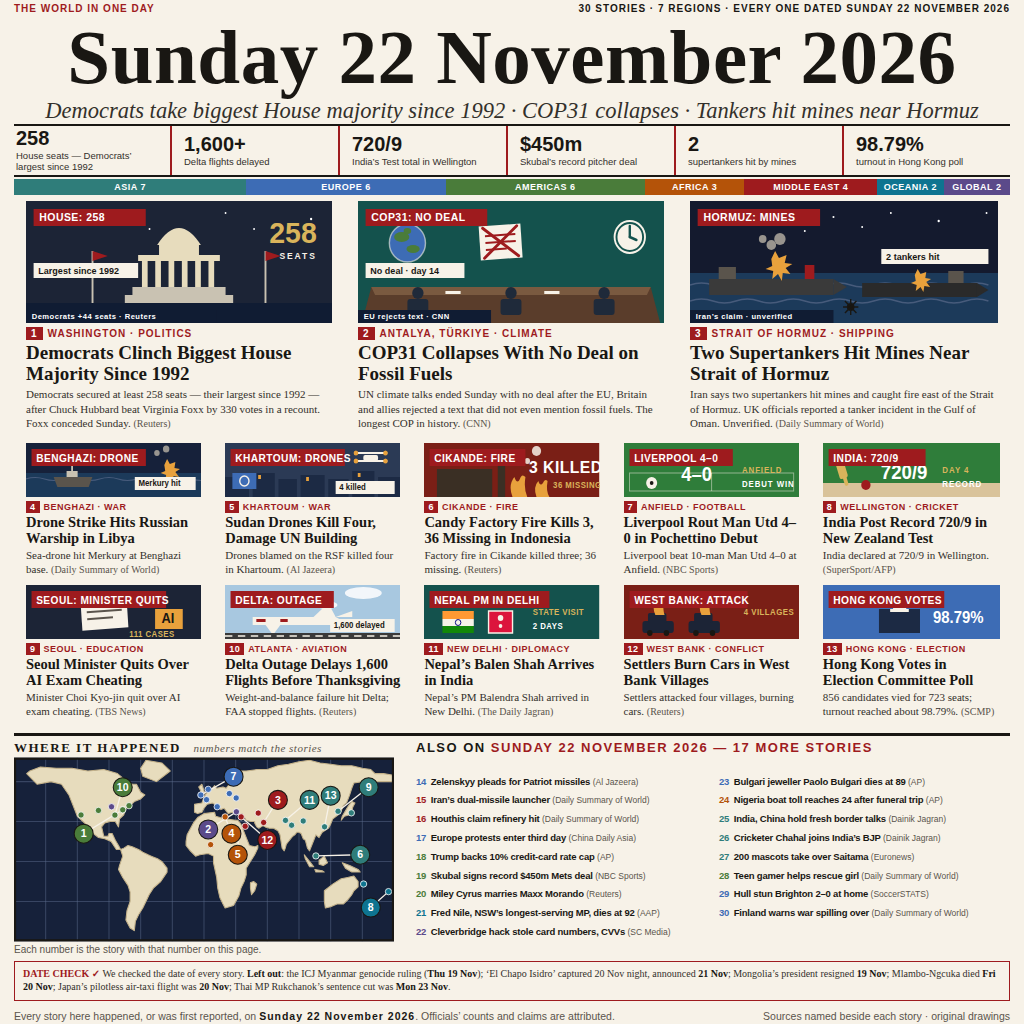 THE WORLD IN ONE DAY
30 STORIES · 7 REGIONS · EVERY ONE DATED SUNDAY 22 NOVEMBER 2026
Sunday 22 November 2026
Democrats take biggest House majority since 1992 · COP31 collapses · Tankers hit mines near Hormuz
258
House seats — Democrats’
largest since 1992
1,600+
Delta flights delayed
720/9
India’s Test total in Wellington
$450m
Skubal’s record pitcher deal
2
supertankers hit by mines
98.79%
turnout in Hong Kong poll
ASIA 7
EUROPE 6
AMERICAS 6
AFRICA 3
MIDDLE EAST 4
OCEANIA 2
GLOBAL 2
HOUSE: 258
258
SEATS
Largest since 1992
Democrats +44 seats · Reuters
1 WASHINGTON · POLITICS
Democrats Clinch Biggest House
Majority Since 1992
Democrats secured at least 258 seats — their largest since 1992 —
after Chuck Hubbard beat Virginia Foxx by 330 votes in a recount.
Foxx conceded Sunday. (Reuters)
COP31: NO DEAL
No deal · day 14
EU rejects text · CNN
2 ANTALYA, TÜRKIYE · CLIMATE
COP31 Collapses With No Deal on
Fossil Fuels
UN climate talks ended Sunday with no deal after the EU, Britain
and allies rejected a text that did not even mention fossil fuels. The
longest COP in history. (CNN)
HORMUZ: MINES
2 tankers hit
Iran’s claim · unverified
3 STRAIT OF HORMUZ · SHIPPING
Two Supertankers Hit Mines Near
Strait of Hormuz
Iran says two supertankers hit mines and caught fire east of the Strait
of Hormuz. UK officials reported a tanker incident in the Gulf of
Oman. Unverified. (Daily Summary of World)
BENGHAZI: DRONE
Merkury hit
4 BENGHAZI · WAR
Drone Strike Hits Russian
Warship in Libya
Sea-drone hit Merkury at Benghazi
base. (Daily Summary of World)
KHARTOUM: DRONES
4 killed
5 KHARTOUM · WAR
Sudan Drones Kill Four,
Damage UN Building
Drones blamed on the RSF killed four
in Khartoum. (Al Jazeera)
CIKANDE: FIRE
3 KILLED
36 MISSING
6 CIKANDE · FIRE
Candy Factory Fire Kills 3,
36 Missing in Indonesia
Factory fire in Cikande killed three; 36
missing. (Reuters)
LIVERPOOL 4–0
4–0
ANFIELD
DEBUT WIN
7 ANFIELD · FOOTBALL
Liverpool Rout Man Utd 4–
0 in Pochettino Debut
Liverpool beat 10-man Man Utd 4–0 at
Anfield. (NBC Sports)
INDIA: 720/9
720/9
DAY 4
RECORD
8 WELLINGTON · CRICKET
India Post Record 720/9 in
New Zealand Test
India declared at 720/9 in Wellington.
(SuperSport/AFP)
SEOUL: MINISTER QUITS
AI
111 CASES
9 SEOUL · EDUCATION
Seoul Minister Quits Over
AI Exam Cheating
Minister Choi Kyo-jin quit over AI
exam cheating. (TBS News)
DELTA: OUTAGE
1,600 delayed
10 ATLANTA · AVIATION
Delta Outage Delays 1,600
Flights Before Thanksgiving
Weight-and-balance failure hit Delta;
FAA stopped flights. (Reuters)
NEPAL PM IN DELHI
STATE VISIT
2 DAYS
11 NEW DELHI · DIPLOMACY
Nepal’s Balen Shah Arrives
in India
Nepal’s PM Balendra Shah arrived in
New Delhi. (The Daily Jagran)
WEST BANK: ATTACK
4 VILLAGES
12 WEST BANK · CONFLICT
Settlers Burn Cars in West
Bank Villages
Settlers attacked four villages, burning
cars. (Reuters)
HONG KONG VOTES
98.79%
13 HONG KONG · ELECTION
Hong Kong Votes in
Election Committee Poll
856 candidates vied for 723 seats;
turnout reached about 98.79%. (SCMP)
WHERE IT HAPPENED numbers match the stories
10
7
3
11
13
9
1
2
4
12
5
6
8
Each number is the story with that number on this page.
ALSO ON SUNDAY 22 NOVEMBER 2026 — 17 MORE STORIES
14 Zelenskyy pleads for Patriot missiles (Al Jazeera)
15 Iran’s dual-missile launcher (Daily Summary of World)
16 Houthis claim refinery hit (Daily Summary of World)
17 Europe protests enter third day (China Daily Asia)
18 Trump backs 10% credit-card rate cap (AP)
19 Skubal signs record $450m Mets deal (NBC Sports)
20 Miley Cyrus marries Maxx Morando (Reuters)
21 Fred Nile, NSW’s longest-serving MP, dies at 92 (AAP)
22 Cleverbridge hack stole card numbers, CVVs (SC Media)
23 Bulgari jeweller Paolo Bulgari dies at 89 (AP)
24 Nigeria boat toll reaches 24 after funeral trip (AP)
25 India, China hold fresh border talks (Dainik Jagran)
26 Cricketer Chahal joins India’s BJP (Dainik Jagran)
27 200 mascots take over Saitama (Euronews)
28 Teen gamer helps rescue girl (Daily Summary of World)
29 Hull stun Brighton 2–0 at home (SoccerSTATS)
30 Finland warns war spilling over (Daily Summary of World)
DATE CHECK ✓ We checked the date of every story. Left out: the ICJ Myanmar genocide ruling (Thu 19 Nov); ‘El Chapo Isidro’ captured 20 Nov night, announced 21 Nov; Mongolia’s president resigned 19 Nov; Mlambo-Ngcuka died Fri
20 Nov; Japan’s pilotless air-taxi flight was 20 Nov; Thai MP Rukchanok’s sentence cut was Mon 23 Nov.
Every story here happened, or was first reported, on Sunday 22 November 2026. Officials’ counts and claims are attributed.
Sources named beside each story · original drawings